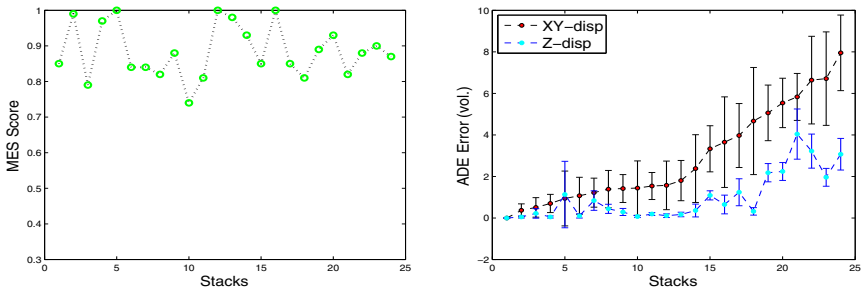 1
0.9
0.8
0.7
0.6
0.5
0.4
0.3
MES Score
0 5 10 15 20 25
Stacks
10
8
6
4
2
0
−2
ADE Error (vol.)
XY−disp
Z−disp
0 5 10 15 20 25
Stacks